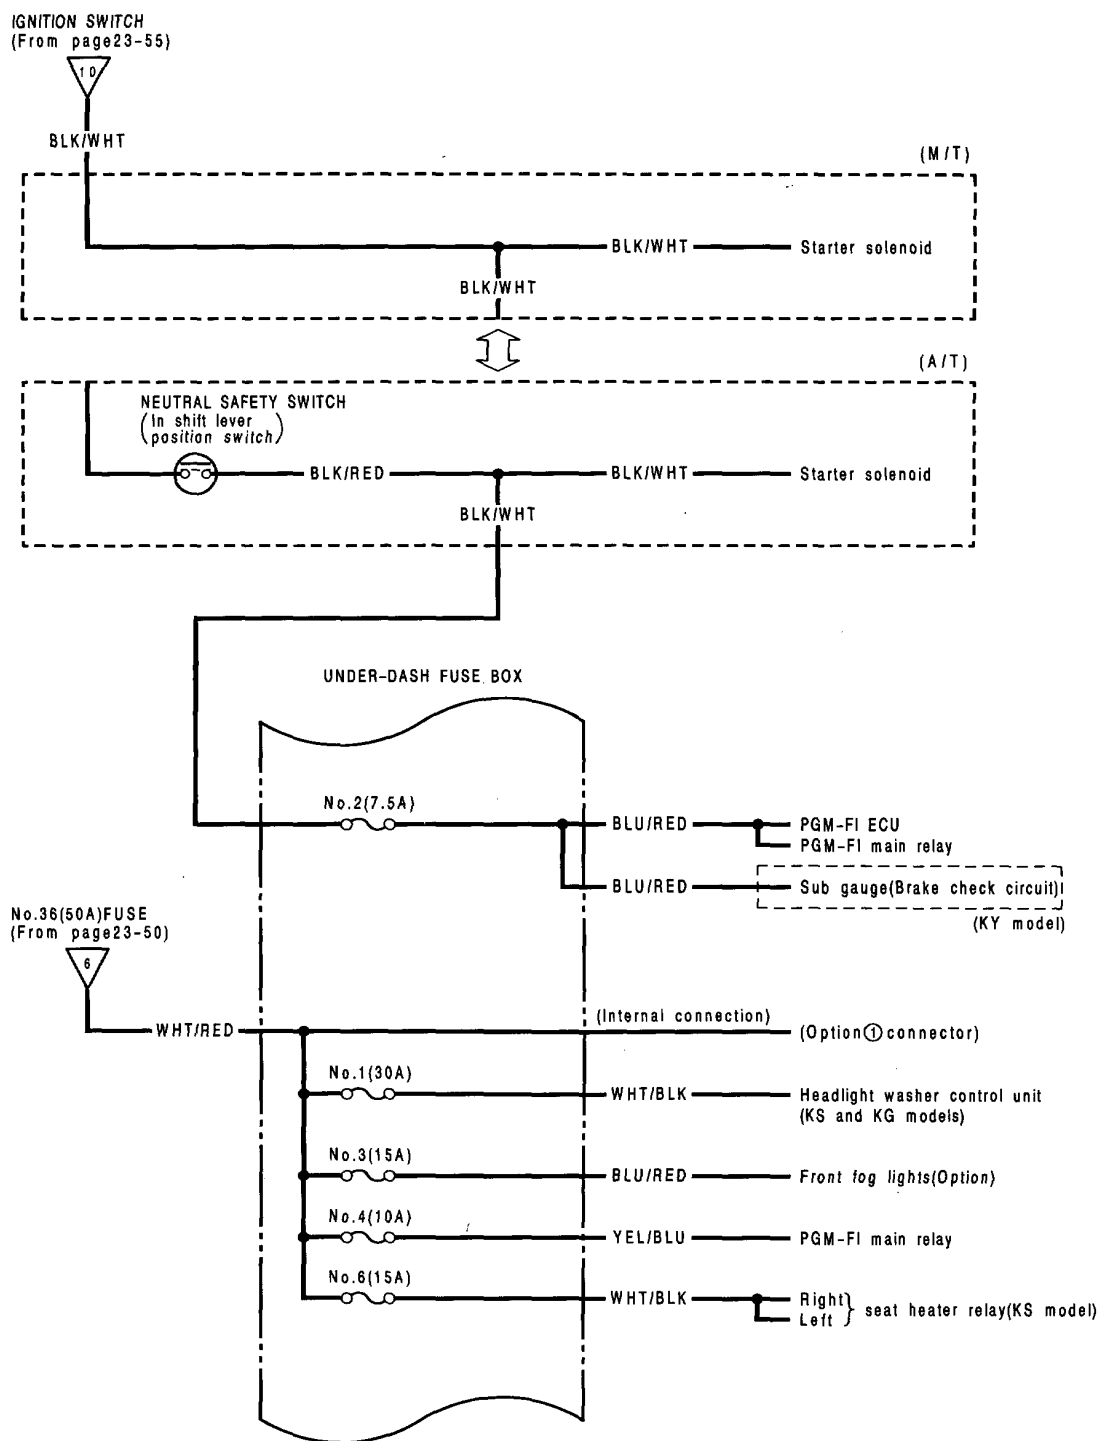 IGNITION SWITCH
(From page23-55)
10
BLK/WHT
(M/T)
BLK/WHT
Starter solenoid
BLK/WHT
(A/T)
NEUTRAL SAFETY SWITCH
(In shift lever
position switch)
BLK/RED
BLK/WHT
Starter solenoid
BLK/WHT
UNDER-DASH FUSE BOX
No.2(7.5A)
BLU/RED
PGM-FI ECU
PGM-FI main relay
BLU/RED
Sub gauge(Brake check circuit)
(KY model)
No.36(50A)FUSE
(From page23-50)
6
WHT/RED
(Internal connection)
(Option①connector)
No.1(30A)
WHT/BLK
Headlight washer control unit
(KS and KG models)
No.3(15A)
BLU/RED
Front fog lights(Option)
No.4(10A)
YEL/BLU
PGM-FI main relay
No.6(15A)
WHT/BLK
Right
Left
seat heater relay(KS model)